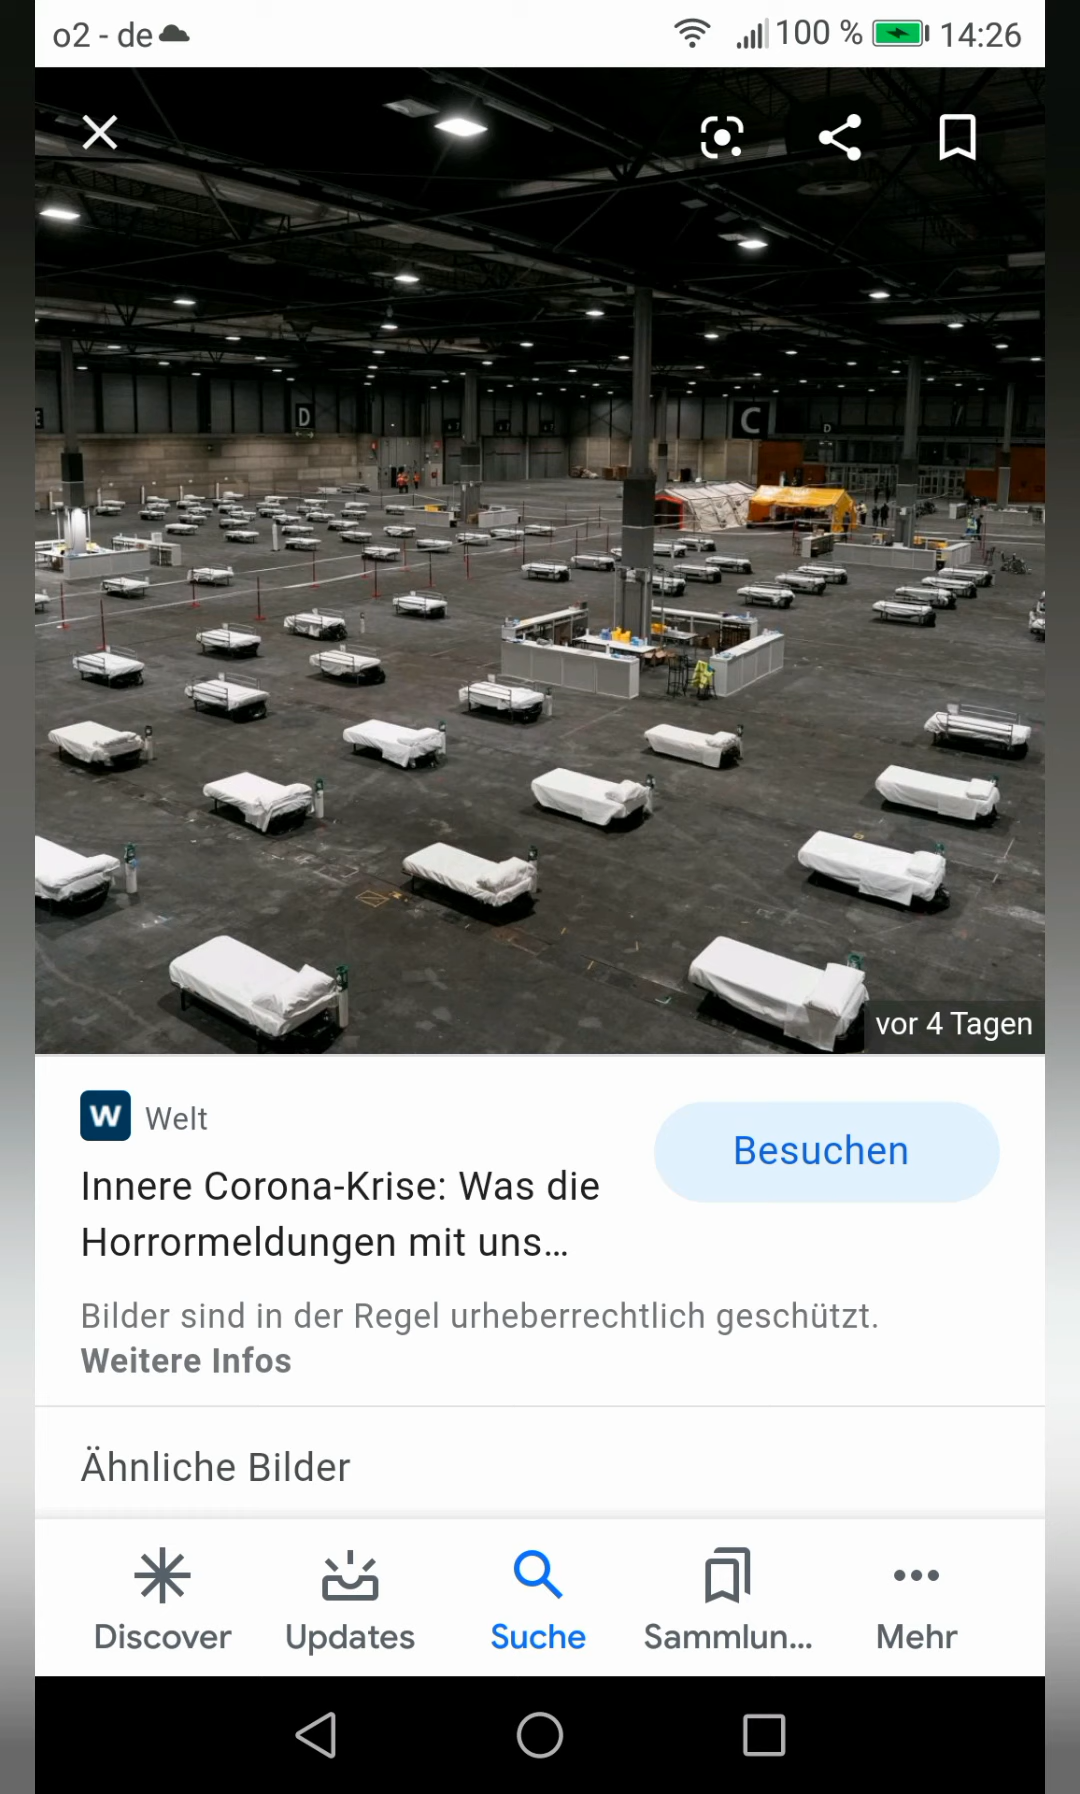 o2 - de
100 %
14:26
D
C
D
vor 4 Tagen
W
Welt
Besuchen
Innere Corona-Krise: Was die
Horrormeldungen mit uns...
Bilder sind in der Regel urheberrechtlich geschützt.
Weitere Infos
Ähnliche Bilder
Discover
Updates
Suche
Sammlun...
Mehr